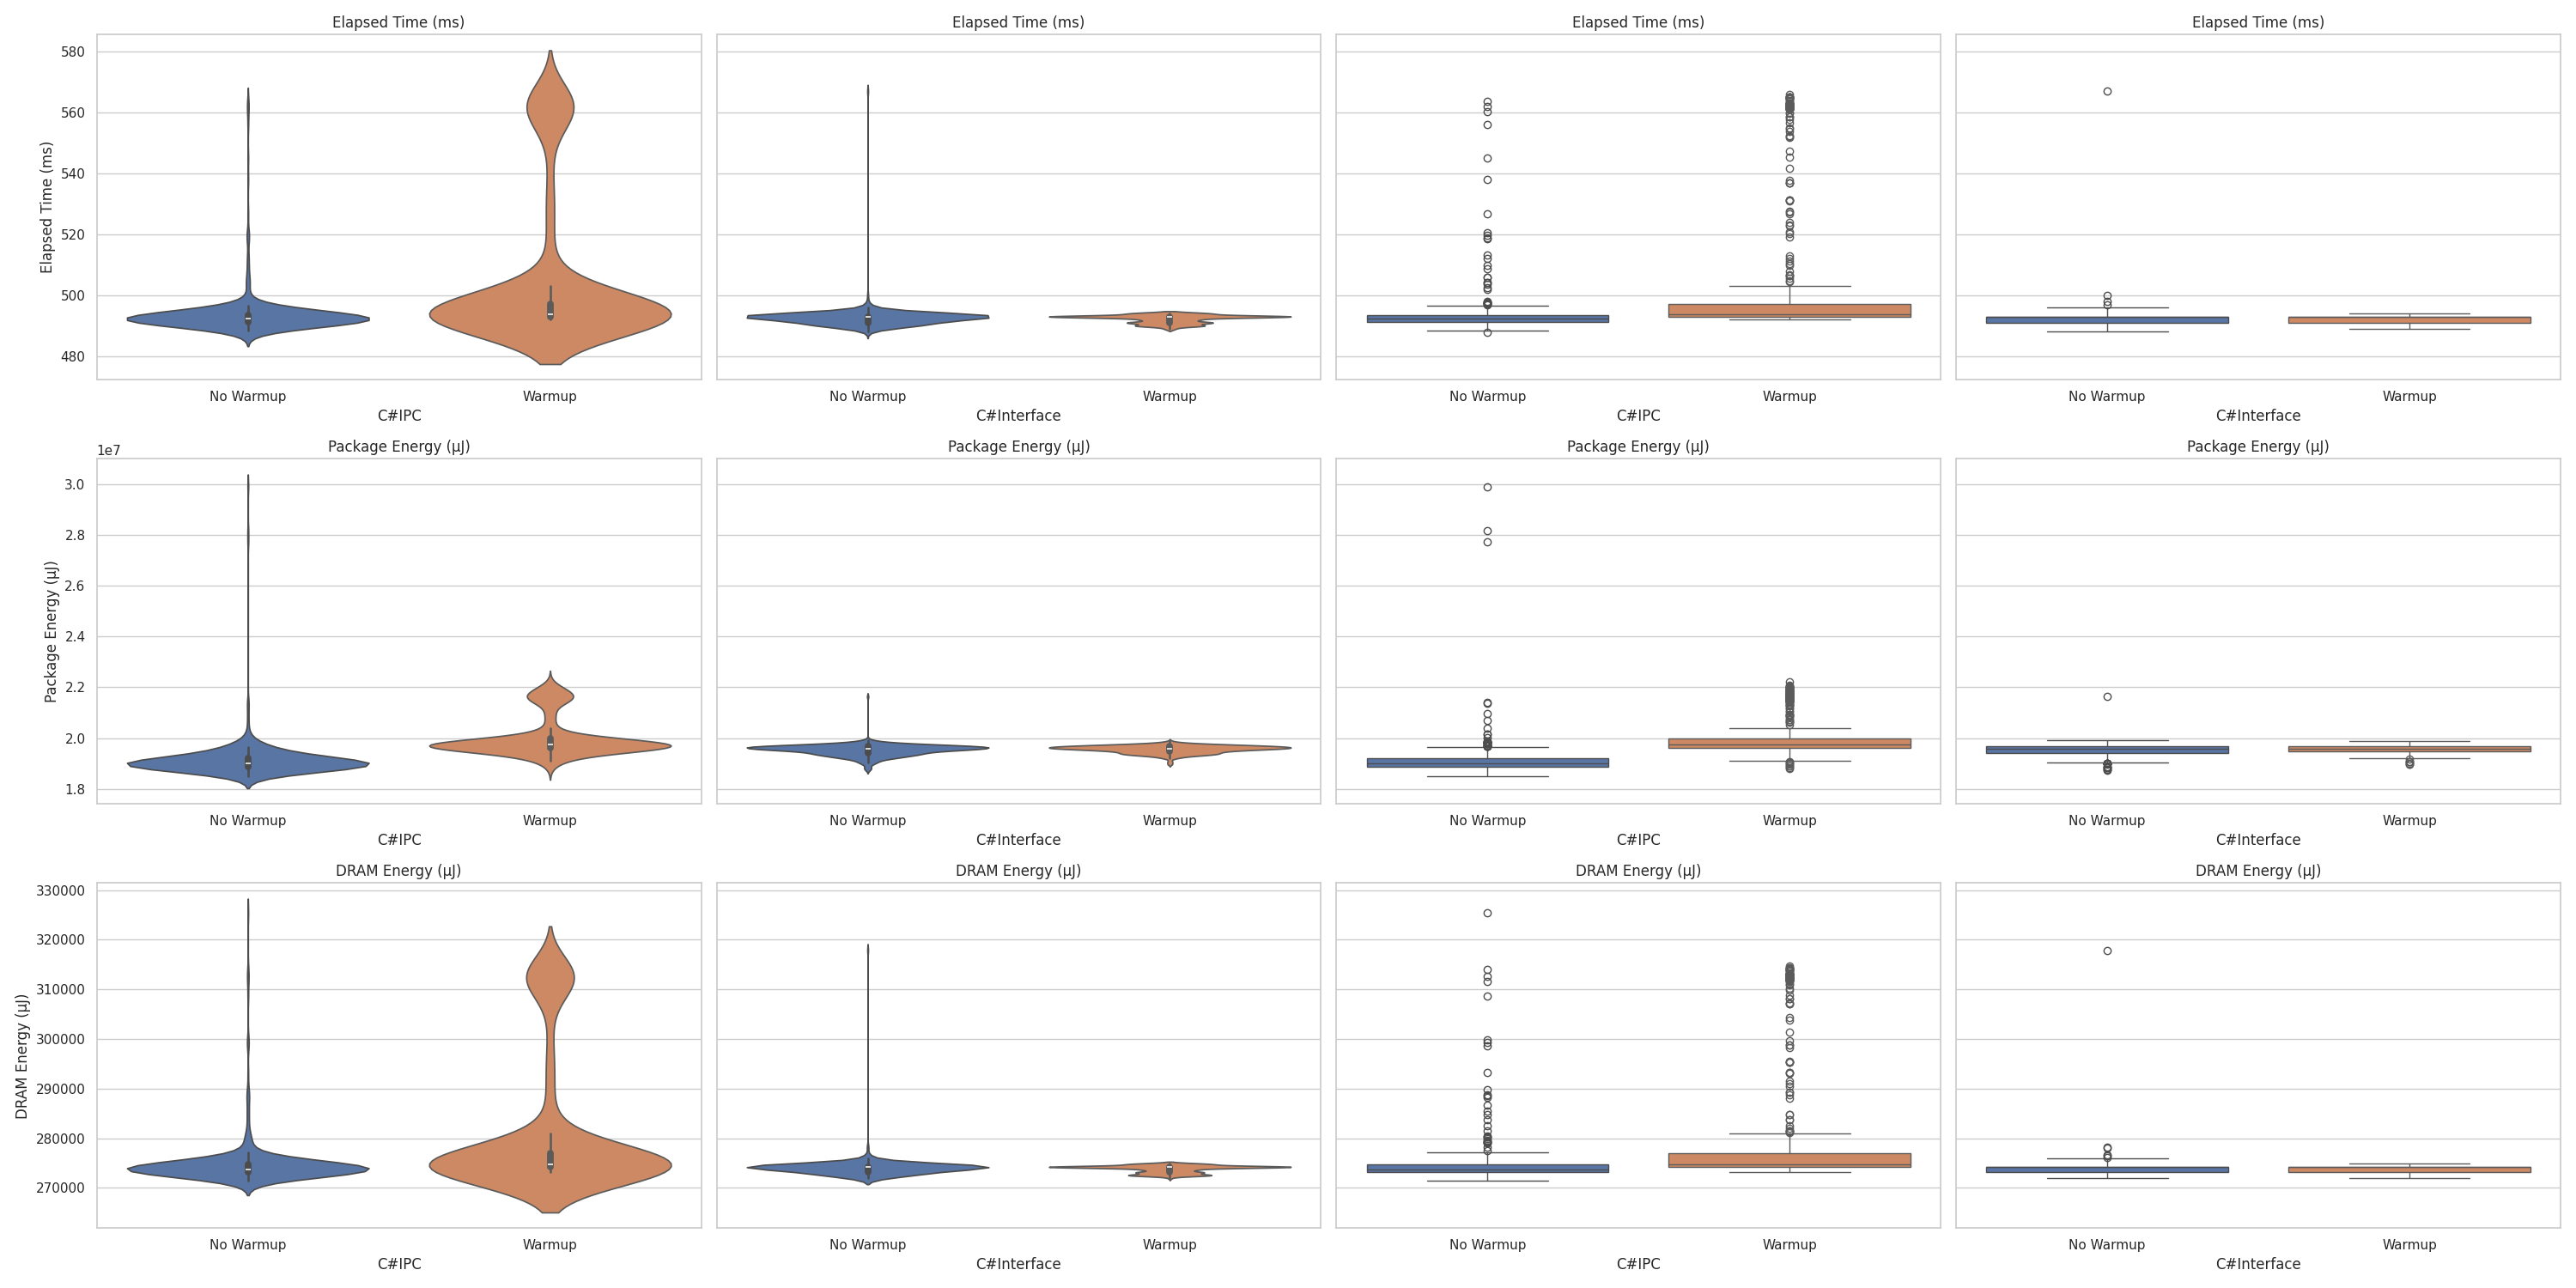 Elapsed Time (ms) Elapsed Time (ms) Elapsed Time (ms) Elapsed Time (ms)
Elapsed Time (ms)
580
560
540
520
500
480
No Warmup Warmup No Warmup Warmup No Warmup Warmup No Warmup Warmup
C#IPC C#Interface C#IPC C#Interface
Package Energy (µJ) Package Energy (µJ) Package Energy (µJ) Package Energy (µJ)
1e7
Package Energy (µJ)
3.0
2.8
2.6
2.4
2.2
2.0
1.8
No Warmup Warmup No Warmup Warmup No Warmup Warmup No Warmup Warmup
C#IPC C#Interface C#IPC C#Interface
DRAM Energy (µJ) DRAM Energy (µJ) DRAM Energy (µJ) DRAM Energy (µJ)
DRAM Energy (µJ)
330000
320000
310000
300000
290000
280000
270000
No Warmup Warmup No Warmup Warmup No Warmup Warmup No Warmup Warmup
C#IPC C#Interface C#IPC C#Interface